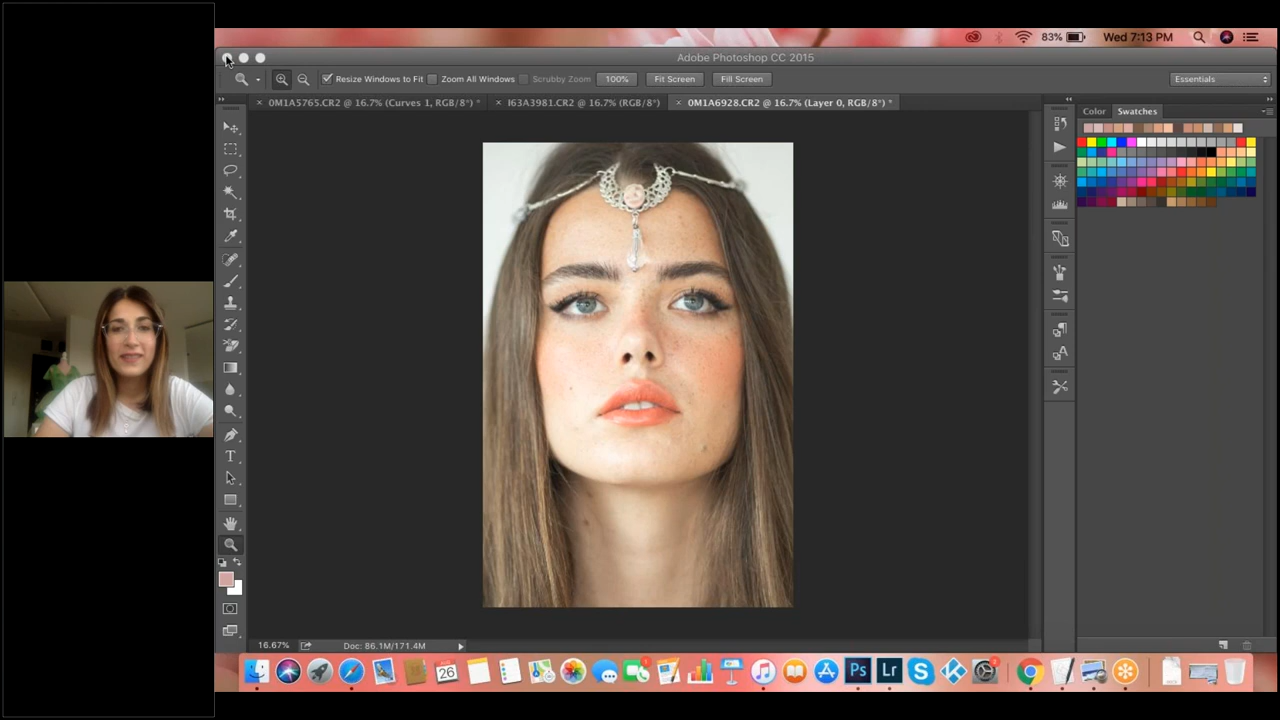 83% Wed 7:13 PM
Adobe Photoshop CC 2015
Resize Windows to Fit Zoom All Windows Scrubby Zoom 100% Fit Screen Fill Screen Essentials
× 0M1A5765.CR2 @ 16.7% (Curves 1, RGB/8*) * × I63A3981.CR2 @ 16.7% (RGB/8*) × 0M1A6928.CR2 @ 16.7% (Layer 0, RGB/8*) *
Color Swatches
T
A
16.67% Doc: 86.1M/171.4M
26 Ps Lr